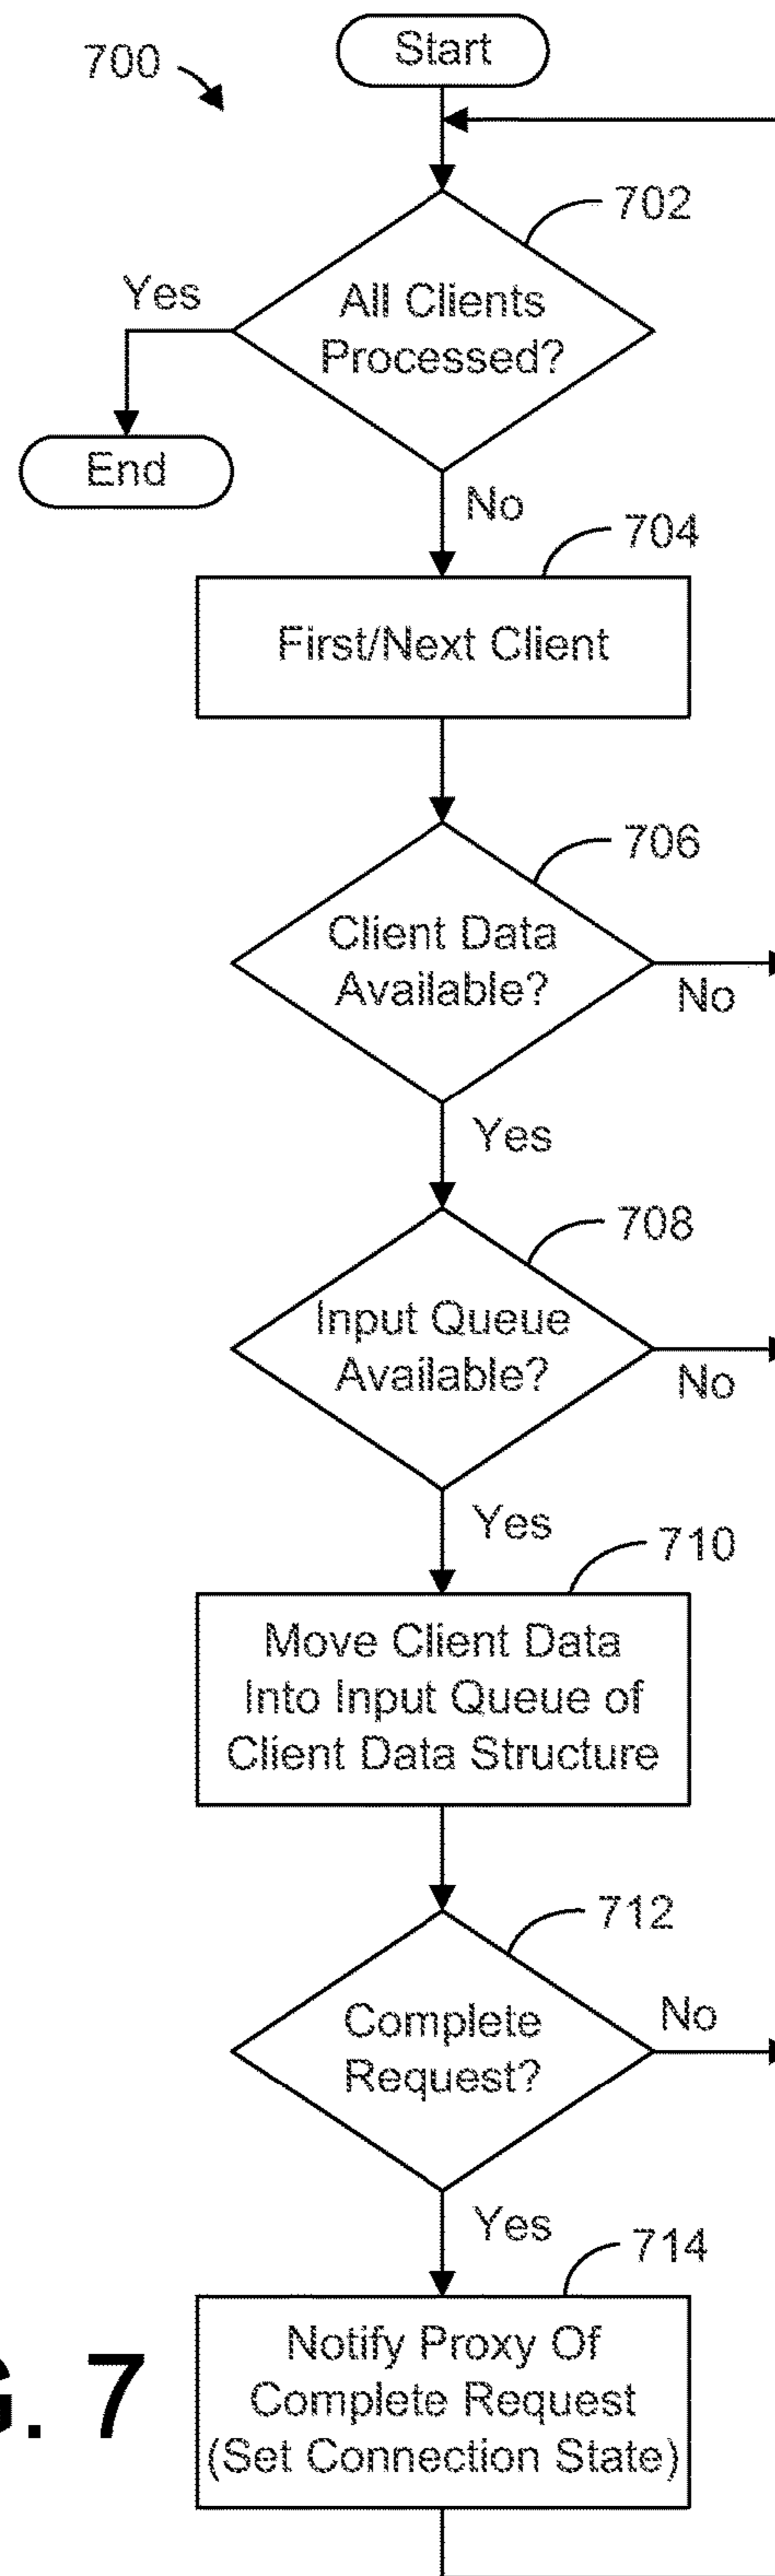 700
Start
702
Yes
All Clients
Processed?
End
No
704
First/Next Client
706
Client Data
Available?
No
Yes
708
Input Queue
Available?
No
Yes
710
Move Client Data
Into Input Queue of
Client Data Structure
712
Complete
Request?
No
Yes
714
Notify Proxy Of
Complete Request
(Set Connection State)
G. 7